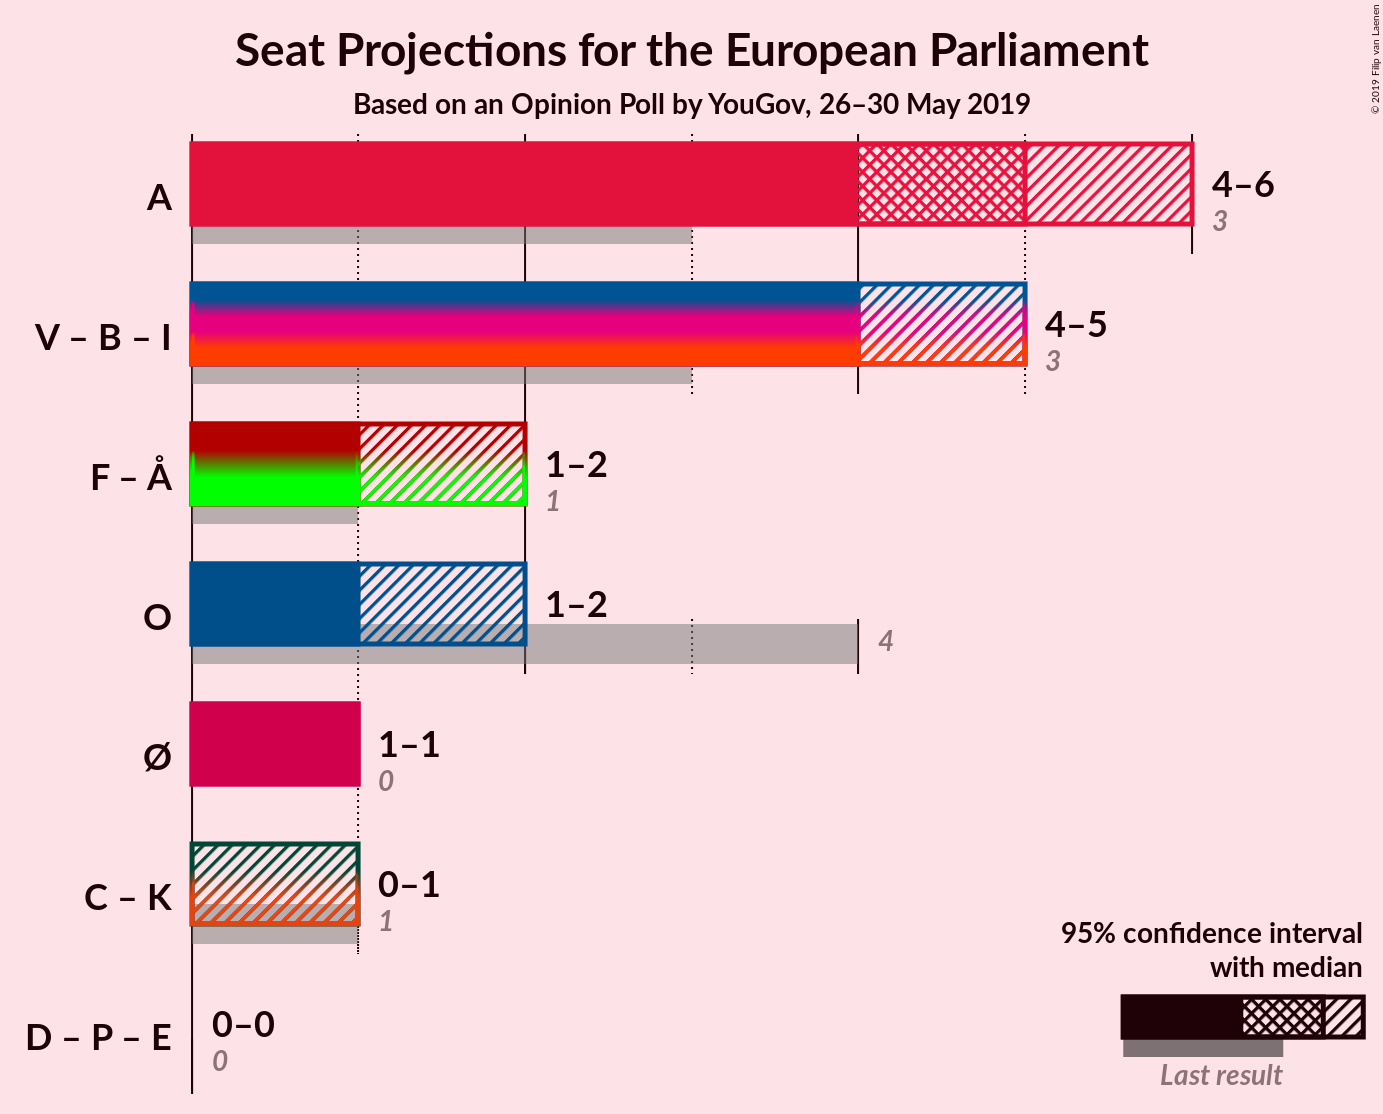 Seat Projections for the European Parliament
Based on an Opinion Poll by YouGov, 26–30 May 2019
© 2019 Filip van Laenen
A
4–6
3
V – B – I
4–5
3
F – Å
1–2
1
O
1–2
4
Ø
1–1
0
C – K
0–1
1
D – P – E
0–0
0
95% confidence interval
with median
Last result